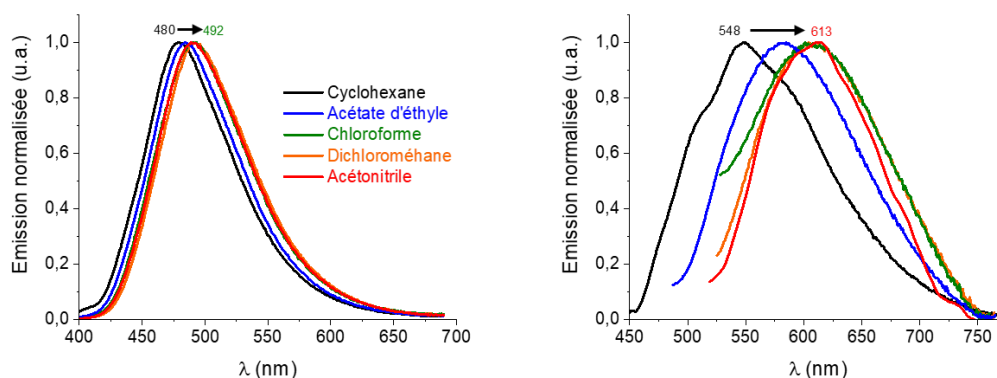 480 492
Emission normalisée (u.a.)
1,0
0,8
0,6
0,4
0,2
0,0
Cyclohexane
Acétate d'éthyle
Chloroforme
Dichlorométhane
Acétonitrile
400 450 500 550 600 650 700
λ (nm)
548 613
Emission normalisée (u.a.)
1,0
0,8
0,6
0,4
0,2
0,0
450 500 550 600 650 700 750
λ (nm)